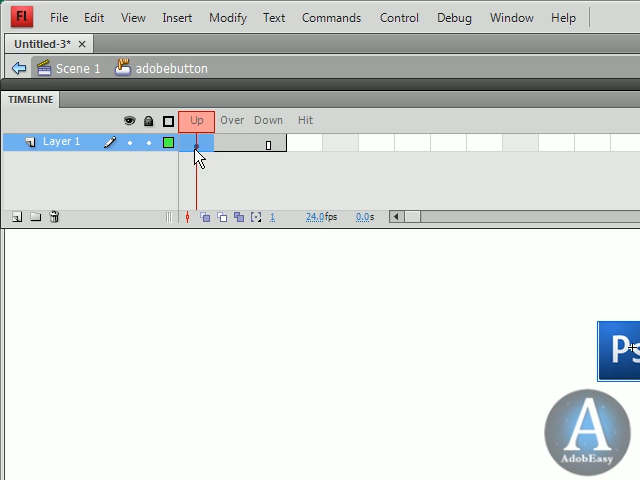 Fl File Edit View Insert Modify Text Commands Control Debug Window Help
Untitled-3*
Scene 1 adobebutton
TIMELINE
Up Over Down Hit
Layer 1
1 24.0fps 0.0s
Ps
A
AdobEasy